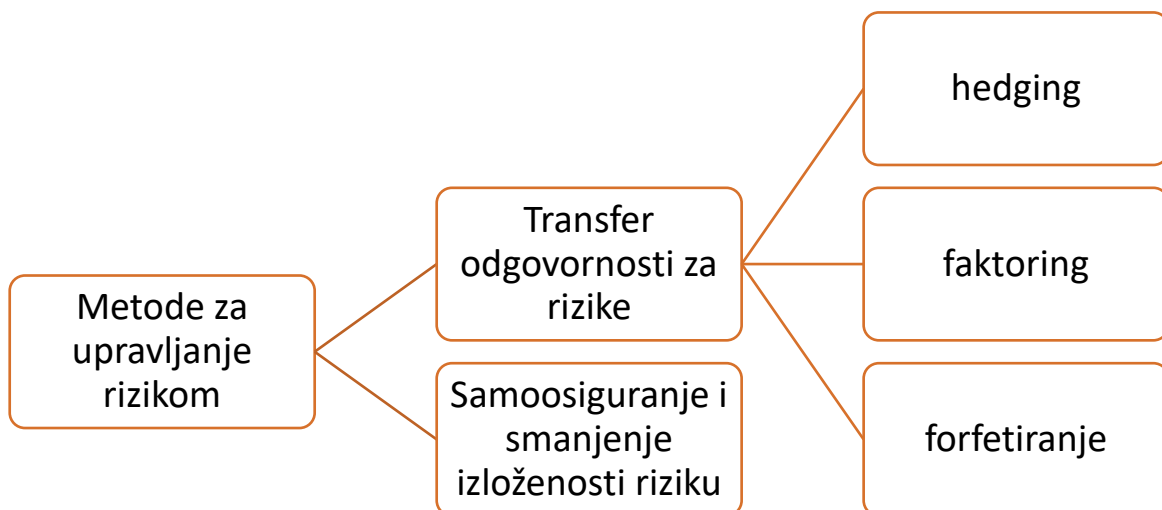 Metode za
upravljanje
rizikom
Transfer
odgovornosti za
rizike
Samoosiguranje i
smanjenje
izloženosti riziku
hedging
faktoring
forfetiranje